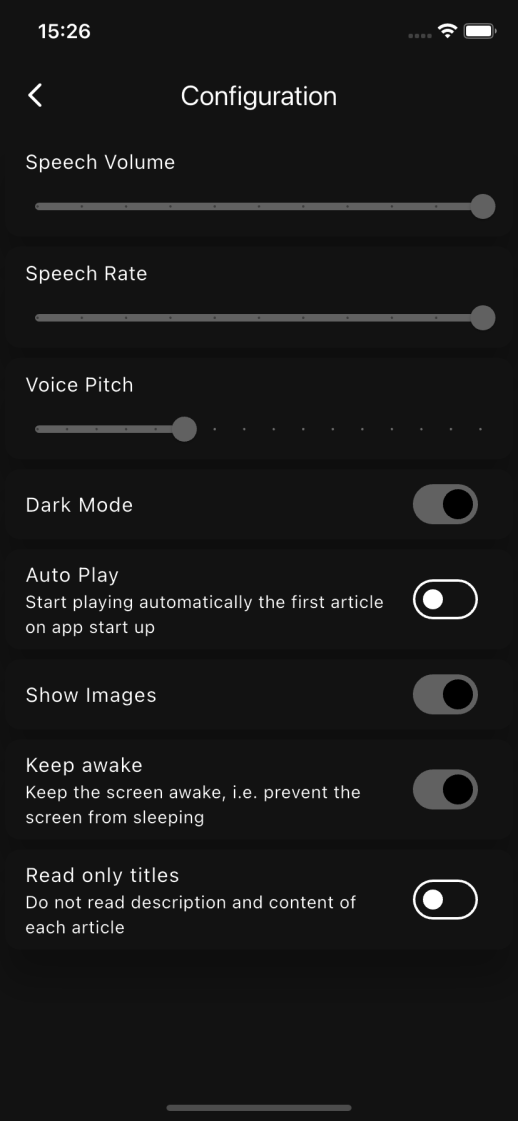 15:26
Configuration
Speech Volume
Speech Rate
Voice Pitch
Dark Mode
Auto Play
Start playing automatically the first article
on app start up
Show Images
Keep awake
Keep the screen awake, i.e. prevent the
screen from sleeping
Read only titles
Do not read description and content of
each article